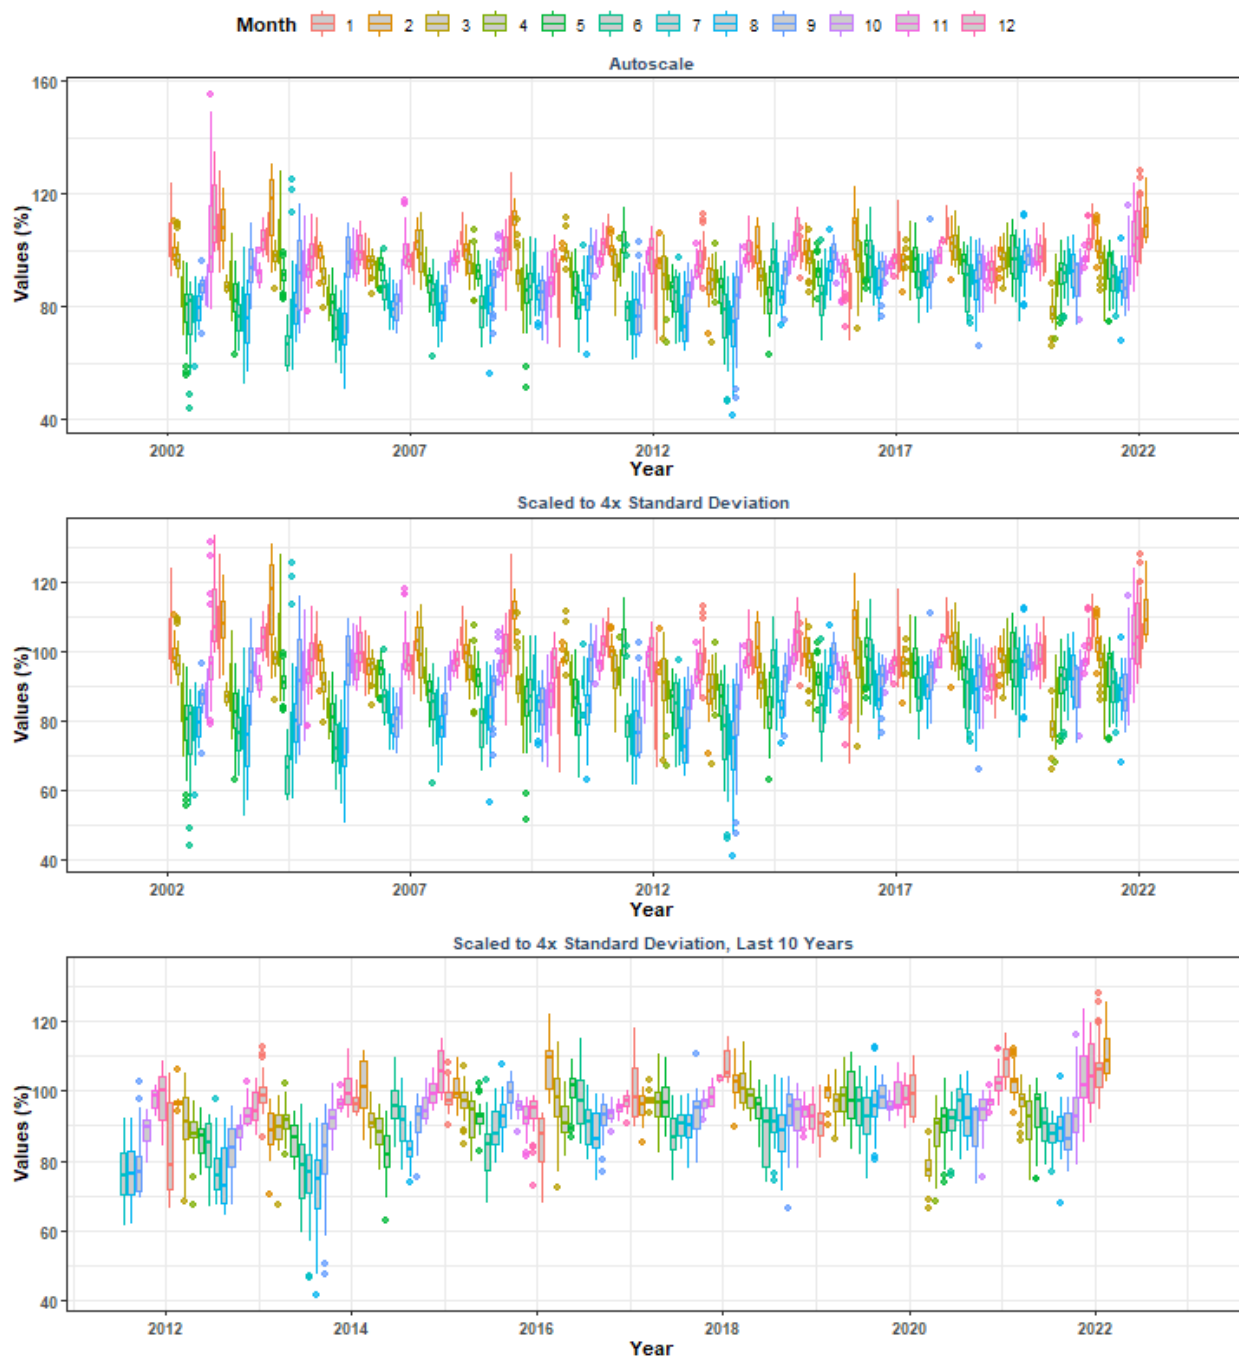 Month 1 2 3 4 5 6 7 8 9 10 11 12
Autoscale
160
120
80
40
Values (%)
2002 2007 2012 2017 2022
Year
Scaled to 4x Standard Deviation
120
100
80
60
40
Values (%)
2002 2007 2012 2017 2022
Year
Scaled to 4x Standard Deviation, Last 10 Years
120
100
80
60
40
Values (%)
2012 2014 2016 2018 2020 2022
Year